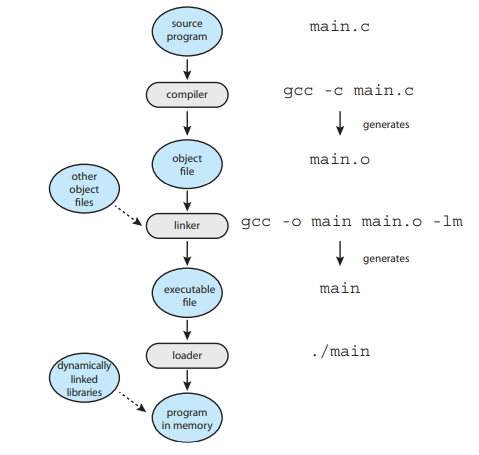 source
program
main.c
compiler
gcc -c main.c
generates
object
file
main.o
other
object
files
linker
gcc -o main main.o -lm
generates
executable
file
main
loader
./main
dynamically
linked
libraries
program
in memory